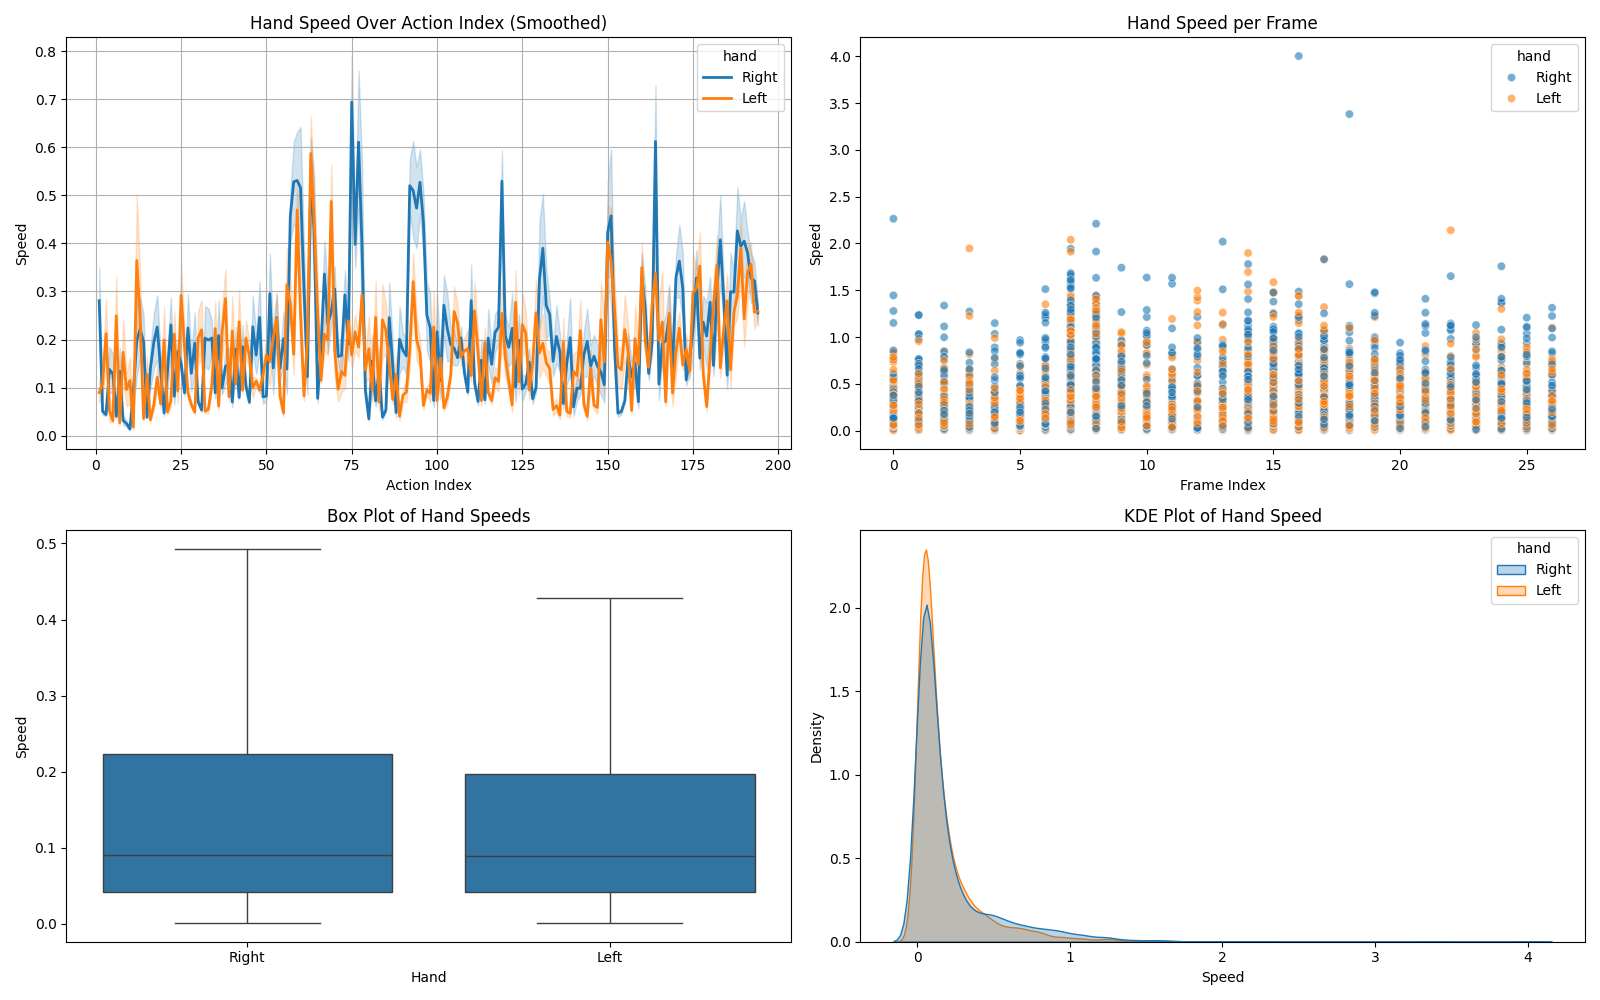 Hand Speed Over Action Index (Smoothed)
Speed
0.8
0.7
0.6
0.5
0.4
0.3
0.2
0.1
0.0
0 25 50 75 100 125 150 175 200
Action Index
hand
Right
Left
Hand Speed per Frame
Speed
4.0
3.5
3.0
2.5
2.0
1.5
1.0
0.5
0.0
0 5 10 15 20 25
Frame Index
hand
Right
Left
Box Plot of Hand Speeds
Speed
0.5
0.4
0.3
0.2
0.1
0.0
Right Left
Hand
KDE Plot of Hand Speed
Density
2.0
1.5
1.0
0.5
0.0
0 1 2 3 4
Speed
hand
Right
Left